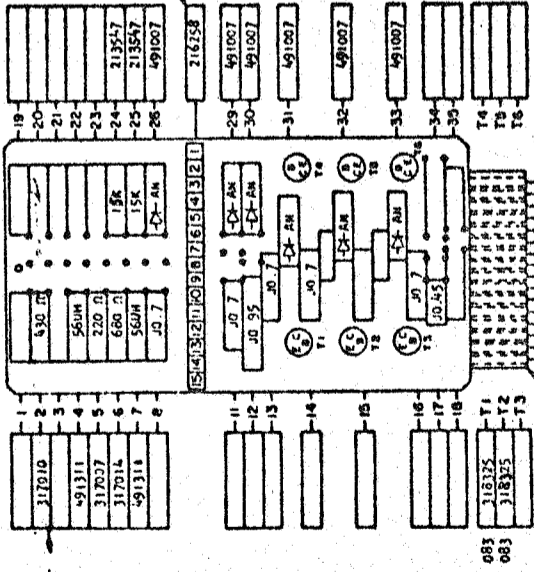 213547
213547
491007
216258
491007
491007
491007
491007
491007
19
20
21
22
23
24
25
26
29
30
31
32
33
34
35
T4
T5
T6
15K
15K
AN
AN
AN
AN
AN
AN
B
C E
T4
B
C E
T5
B
C E
T6
15 14 13 12 11 10 9 8 7 6 5 4 3 2 1
430 Ω
56UH
220 Ω
680 Ω
56UH
JO.7
JO.7
JO.95
JO.7
JO.7
JO.7
JO.45
E C
B
T1
E C
B
T2
E C
B
T3
1
2
3
4
5
6
7
8
11
12
13
14
15
16
17
18
T1
T2
T3
317010
491311
317007
317014
491311
318325
318325
083
083